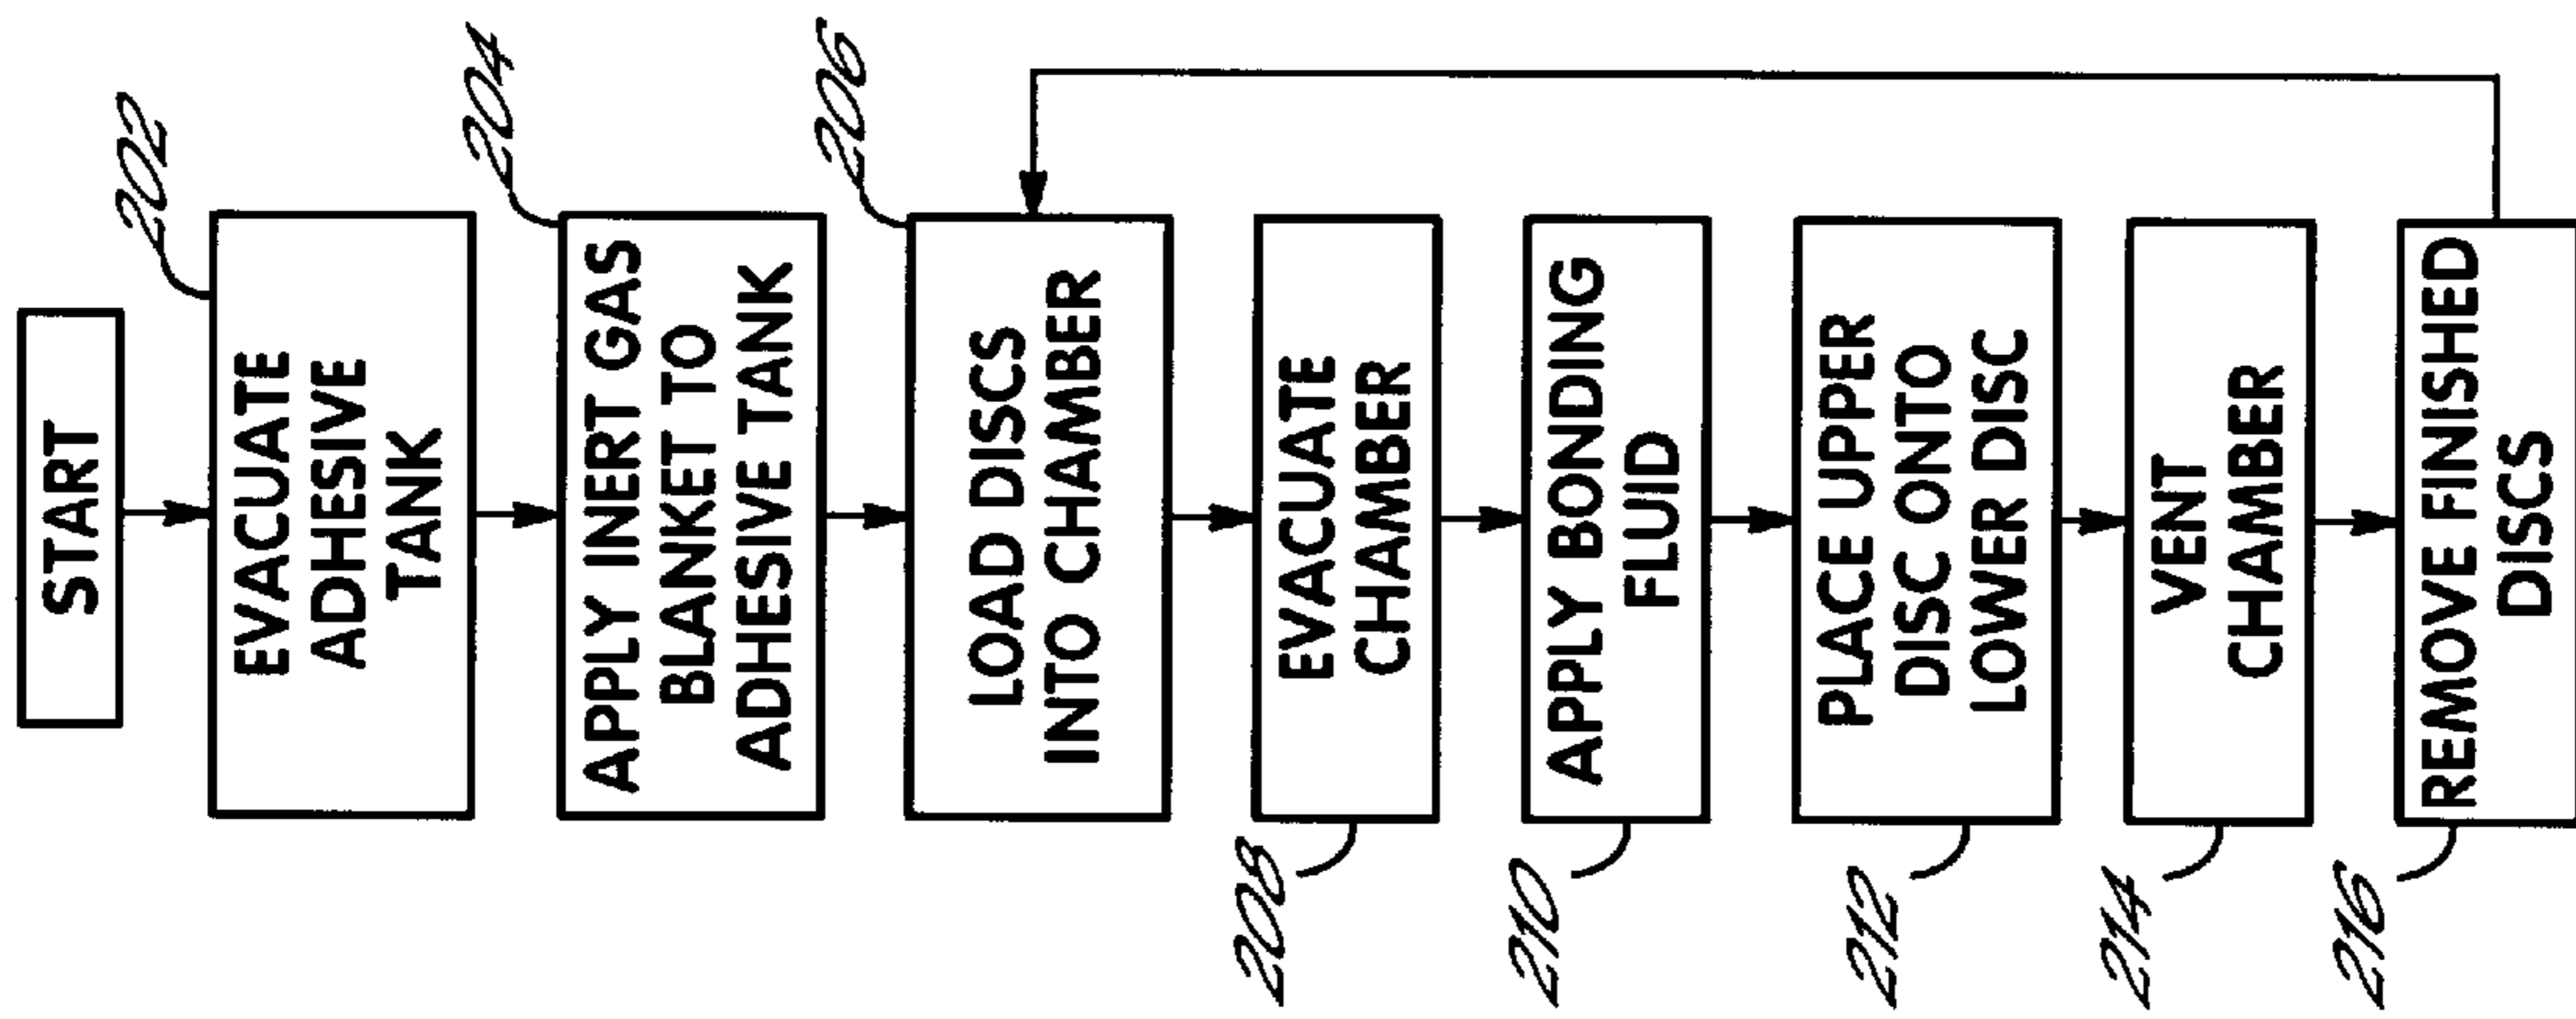 START
202
EVACUATE
ADHESIVE
TANK
204
APPLY INERT GAS
BLANKET TO
ADHESIVE TANK
206
LOAD DISCS
INTO CHAMBER
208
EVACUATE
CHAMBER
210
APPLY BONDING
FLUID
212
PLACE UPPER
DISC ONTO
LOWER DISC
214
VENT
CHAMBER
216
REMOVE FINISHED
DISCS